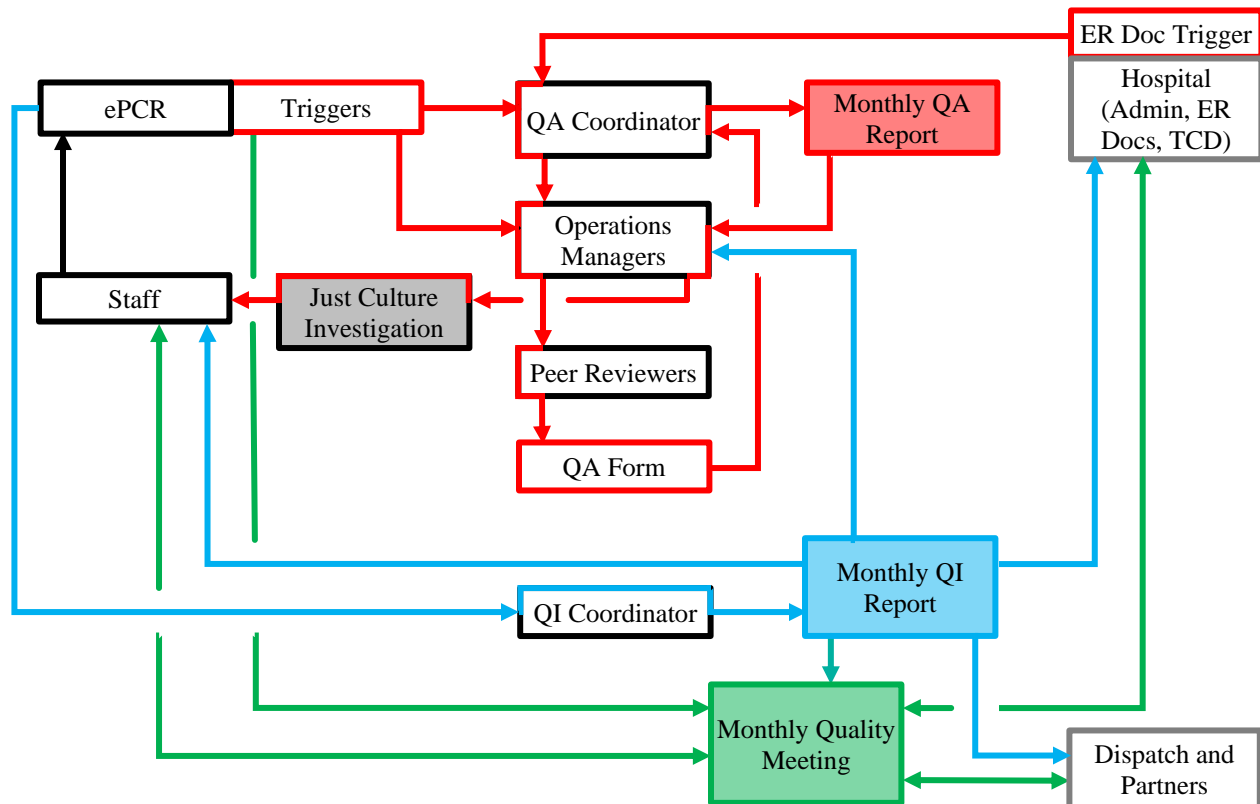 ER Doc Trigger
Hospital
(Admin, ER
Docs, TCD)
ePCR
Triggers
QA Coordinator
Monthly QA
Report
Operations
Managers
Staff
Just Culture
Investigation
Peer Reviewers
QA Form
Monthly QI
Report
QI Coordinator
Monthly Quality
Meeting
Dispatch and
Partners